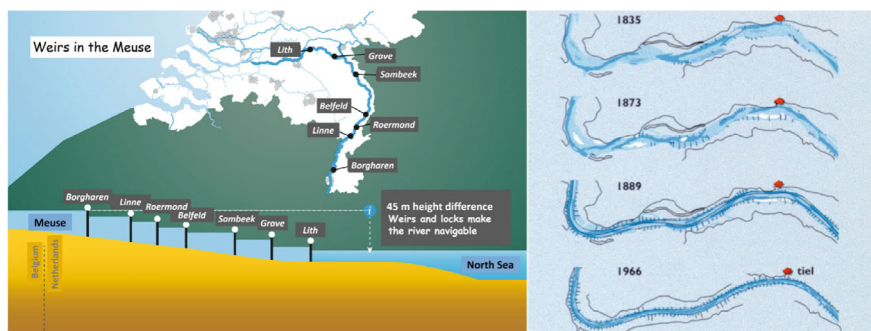 Weirs in the Meuse
Lith
Grave
Sambeek
Belfeld
Linne
Roermond
Borgharen
Borgharen
Linne
Roermond
Belfeld
Sambeek
Grave
Lith
i
45 m height difference
Weirs and locks make
the river navigable
Meuse
North Sea
Belgium
Netherlands
1835
1873
1889
1966
tiel